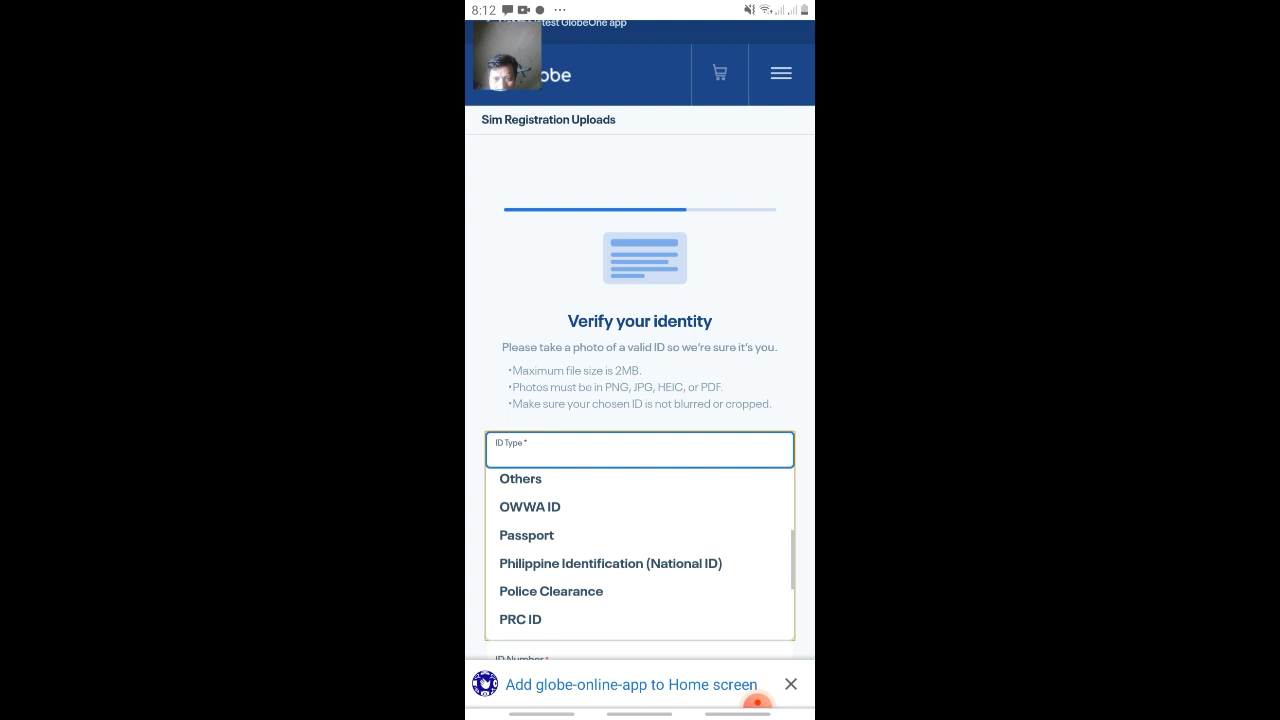 8:12
test GlobeOne app
obe
Sim Registration Uploads
Verify your identity
Please take a photo of a valid ID so we're sure it's you.
•Maximum file size is 2MB.
•Photos must be in PNG, JPG, HEIC, or PDF.
•Make sure your chosen ID is not blurred or cropped.
ID Type *
Others
OWWA ID
Passport
Philippine Identification (National ID)
Police Clearance
PRC ID
ID Number *
Add globe-online-app to Home screen